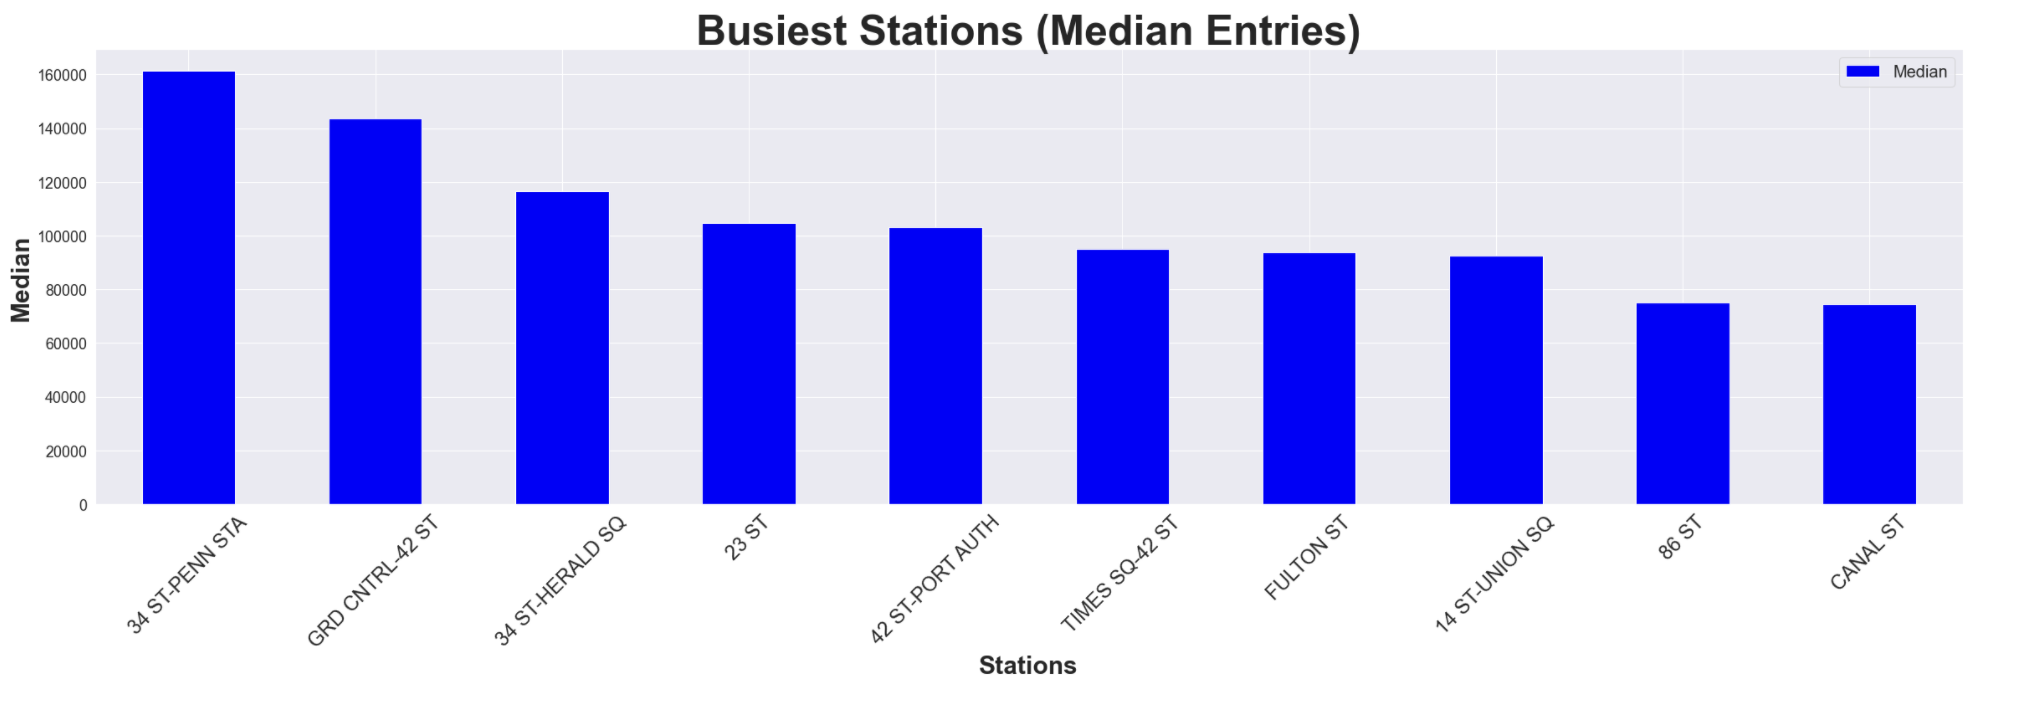 Busiest Stations (Median Entries)
Median
160000
140000
120000
100000
80000
60000
40000
20000
0
Median
34 ST-PENN STA
GRD CNTRL-42 ST
34 ST-HERALD SQ
23 ST
42 ST-PORT AUTH
TIMES SQ-42 ST
FULTON ST
14 ST-UNION SQ
86 ST
CANAL ST
Stations